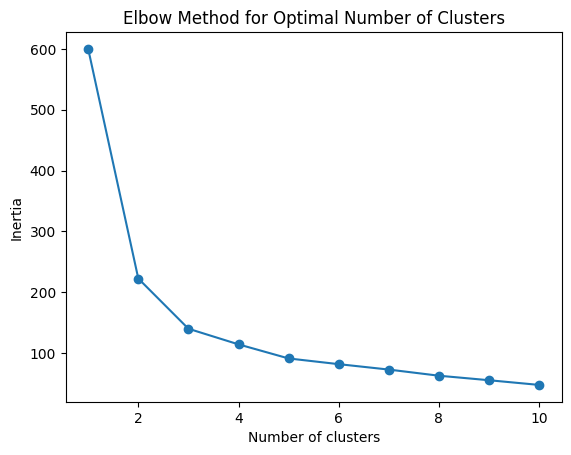 Elbow Method for Optimal Number of Clusters
600
500
400
300
200
100
Inertia
2 4 6 8 10
Number of clusters